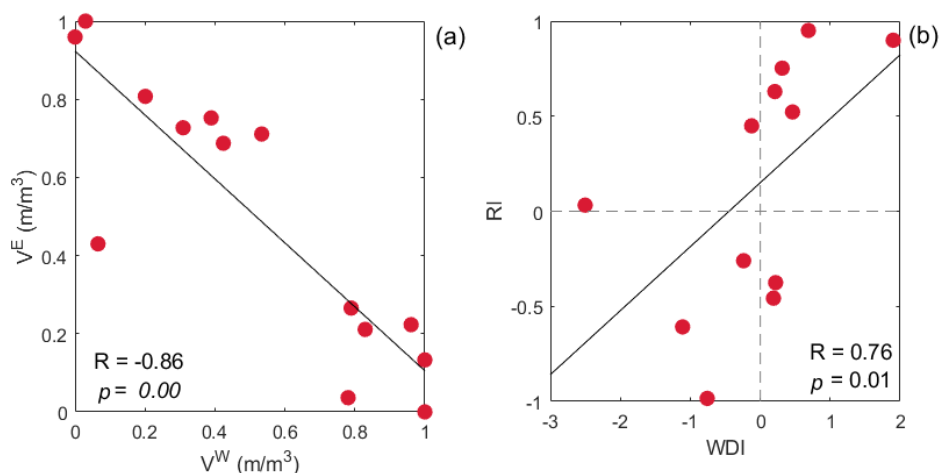 (a)
1
0.8
0.6
0.4
0.2
0
V^E (m/m³)
R = -0.86
p = 0.00
0 0.2 0.4 0.6 0.8 1
V^W (m/m³)
(b)
1
0.5
0
-0.5
-1
RI
R = 0.76
p = 0.01
-3 -2 -1 0 1 2
WDI